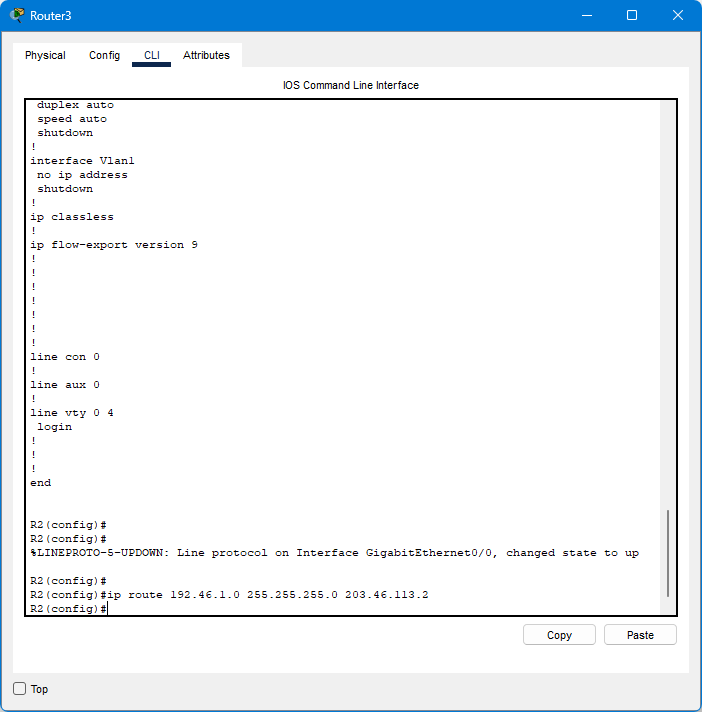 Router3
Physical Config CLI Attributes
IOS Command Line Interface
duplex auto
speed auto
shutdown
!
interface Vlan1
no ip address
shutdown
!
ip classless
!
ip flow-export version 9
!
!
!
!
!
!
!
line con 0
!
line aux 0
!
line vty 0 4
login
!
!
!
end
R2(config)#
R2(config)#
%LINEPROTO-5-UPDOWN: Line protocol on Interface GigabitEthernet0/0, changed state to up
R2(config)#
R2(config)#ip route 192.46.1.0 255.255.255.0 203.46.113.2
R2(config)#
Copy Paste
Top